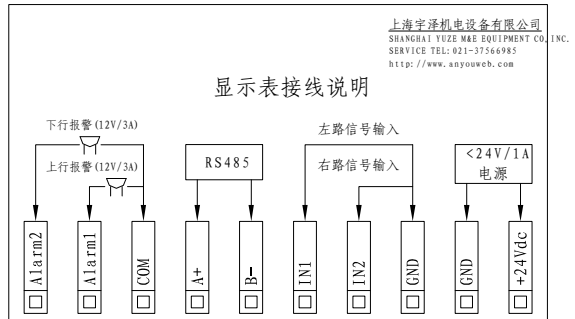 上海宇泽机电设备有限公司
SHANGHAI YUZE M&E EQUIPMENT CO, INC.
SERVICE TEL: 021-37566985
http: //www. anyouweb. com
显示表接线说明
下行报警(12V/3A)
上行报警(12V/3A)
RS485
左路信号输入
右路信号输入
<24V/1A
电源
Alarm2
Alarm1
COM
A+
B-
IN1
IN2
GND
GND
+24Vdc